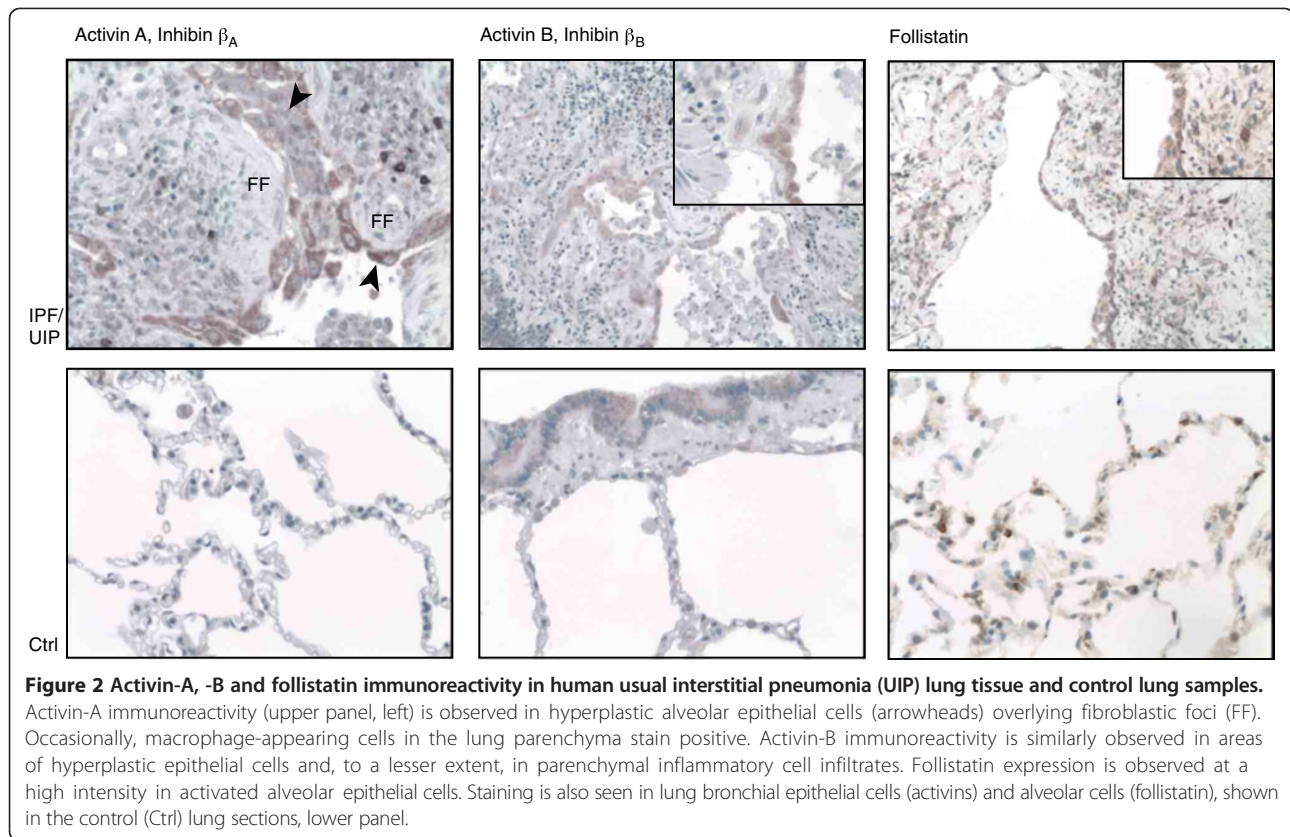 Activin A, Inhibin βA
Activin B, Inhibin βB
Follistatin
FF
FF
IPF/
UIP
Ctrl
Figure 2 Activin-A, -B and follistatin immunoreactivity in human usual interstitial pneumonia (UIP) lung tissue and control lung samples.
Activin-A immunoreactivity (upper panel, left) is observed in hyperplastic alveolar epithelial cells (arrowheads) overlying fibroblastic foci (FF).
Occasionally, macrophage-appearing cells in the lung parenchyma stain positive. Activin-B immunoreactivity is similarly observed in areas
of hyperplastic epithelial cells and, to a lesser extent, in parenchymal inflammatory cell infiltrates. Follistatin expression is observed at a
high intensity in activated alveolar epithelial cells. Staining is also seen in lung bronchial epithelial cells (activins) and alveolar cells (follistatin), shown
in the control (Ctrl) lung sections, lower panel.